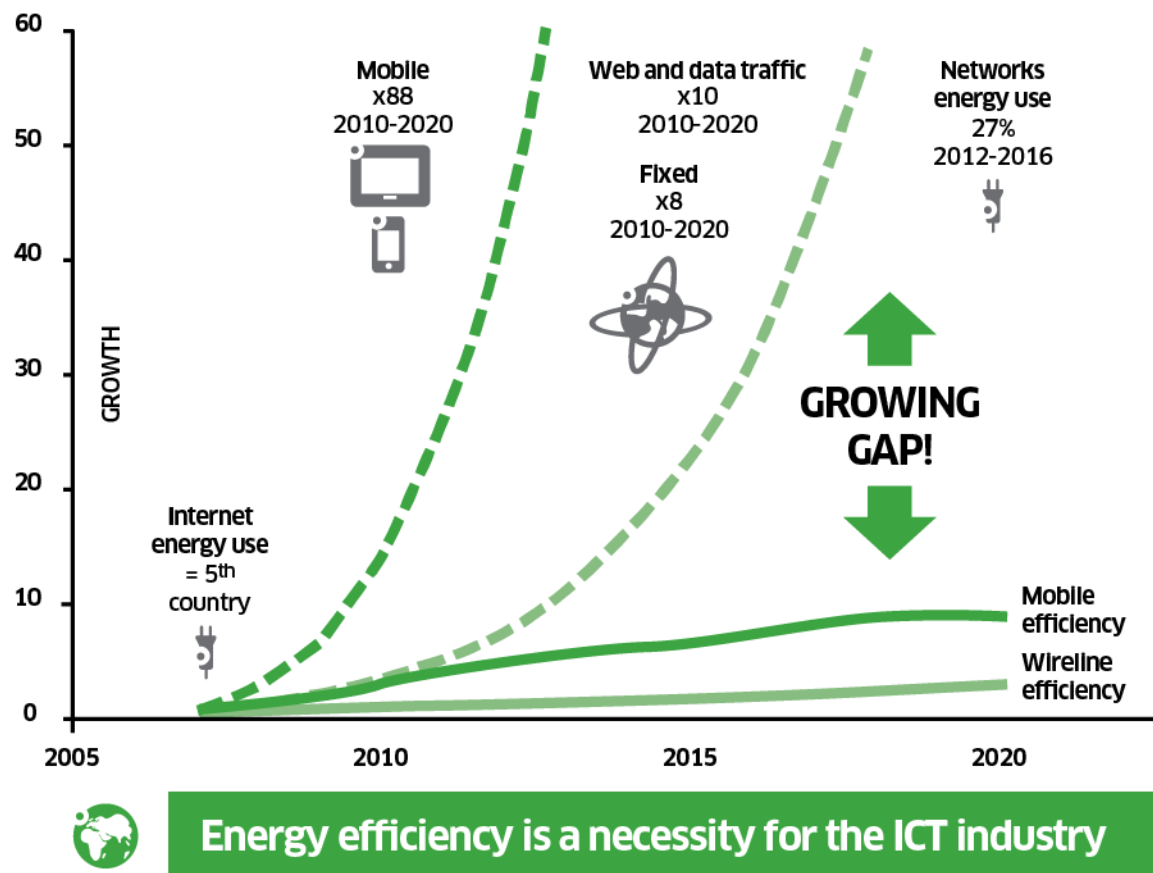 60
50
40
30
20
10
0
GROWTH
2005
2010
2015
2020
Internet
energy use
= 5th
country
Mobile
x88
2010-2020
Web and data traffic
x10
2010-2020
Fixed
x8
2010-2020
Networks
energy use
27%
2012-2016
GROWING
GAP!
Mobile
efficiency
Wireline
efficiency
Energy efficiency is a necessity for the ICT industry